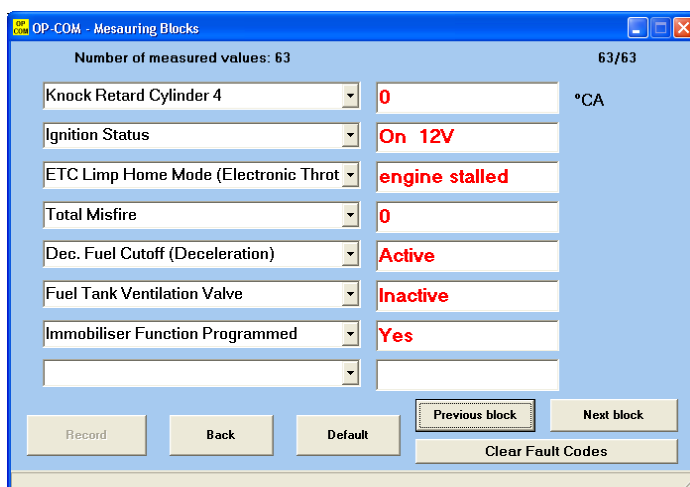 OP COM OP-COM - Mesauring Blocks
Number of measured values: 63 63/63
Knock Retard Cylinder 4 0 °CA
Ignition Status On 12V
ETC Limp Home Mode (Electronic Throt engine stalled
Total Misfire 0
Dec. Fuel Cutoff (Deceleration) Active
Fuel Tank Ventilation Valve Inactive
Immobiliser Function Programmed Yes
Previous block Next block
Record Back Default
Clear Fault Codes